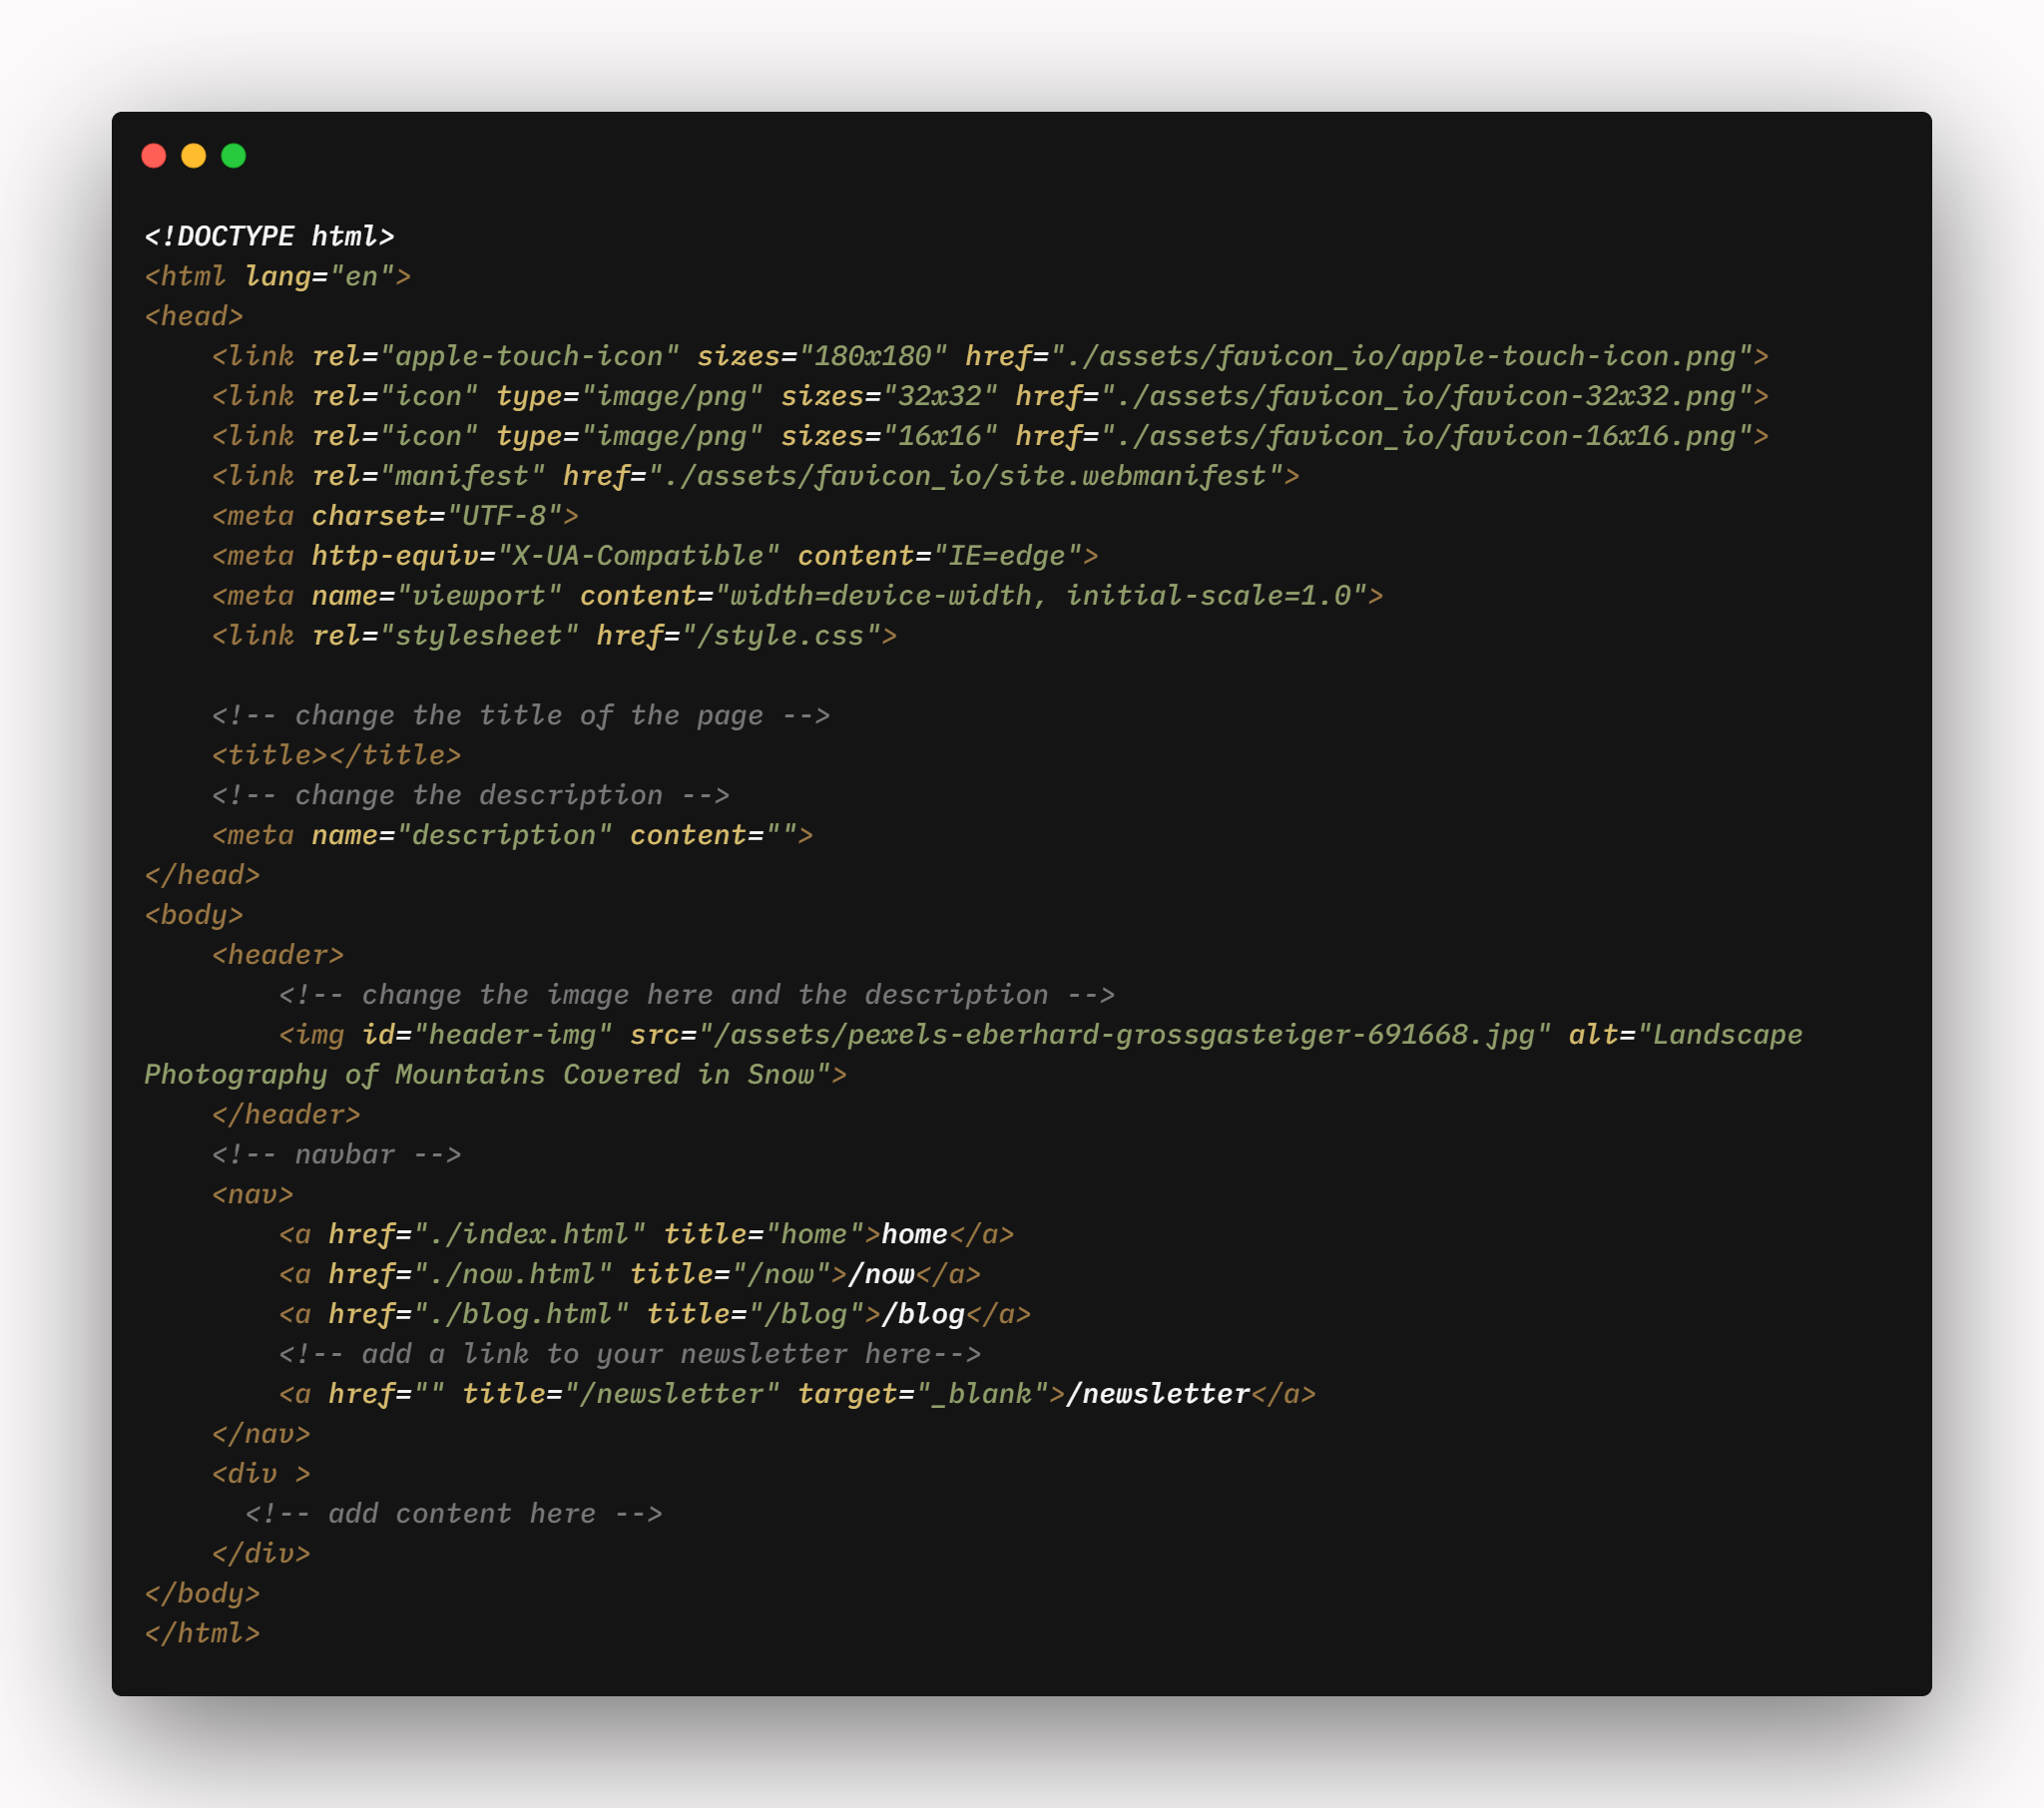 <!DOCTYPE html>
<html lang="en">
<head>
    <link rel="apple-touch-icon" sizes="180x180" href="./assets/favicon_io/apple-touch-icon.png">
    <link rel="icon" type="image/png" sizes="32x32" href="./assets/favicon_io/favicon-32x32.png">
    <link rel="icon" type="image/png" sizes="16x16" href="./assets/favicon_io/favicon-16x16.png">
    <link rel="manifest" href="./assets/favicon_io/site.webmanifest">
    <meta charset="UTF-8">
    <meta http-equiv="X-UA-Compatible" content="IE=edge">
    <meta name="viewport" content="width=device-width, initial-scale=1.0">
    <link rel="stylesheet" href="/style.css">

    <!-- change the title of the page -->
    <title></title>
    <!-- change the description -->
    <meta name="description" content="">
</head>
<body>
    <header>
        <!-- change the image here and the description -->
        <img id="header-img" src="/assets/pexels-eberhard-grossgasteiger-691668.jpg" alt="Landscape
Photography of Mountains Covered in Snow">
    </header>
    <!-- navbar -->
    <nav>
        <a href="./index.html" title="home">home</a>
        <a href="./now.html" title="/now">/now</a>
        <a href="./blog.html" title="/blog">/blog</a>
        <!-- add a link to your newsletter here-->
        <a href="" title="/newsletter" target="_blank">/newsletter</a>
    </nav>
    <div >
      <!-- add content here -->
    </div>
</body>
</html>